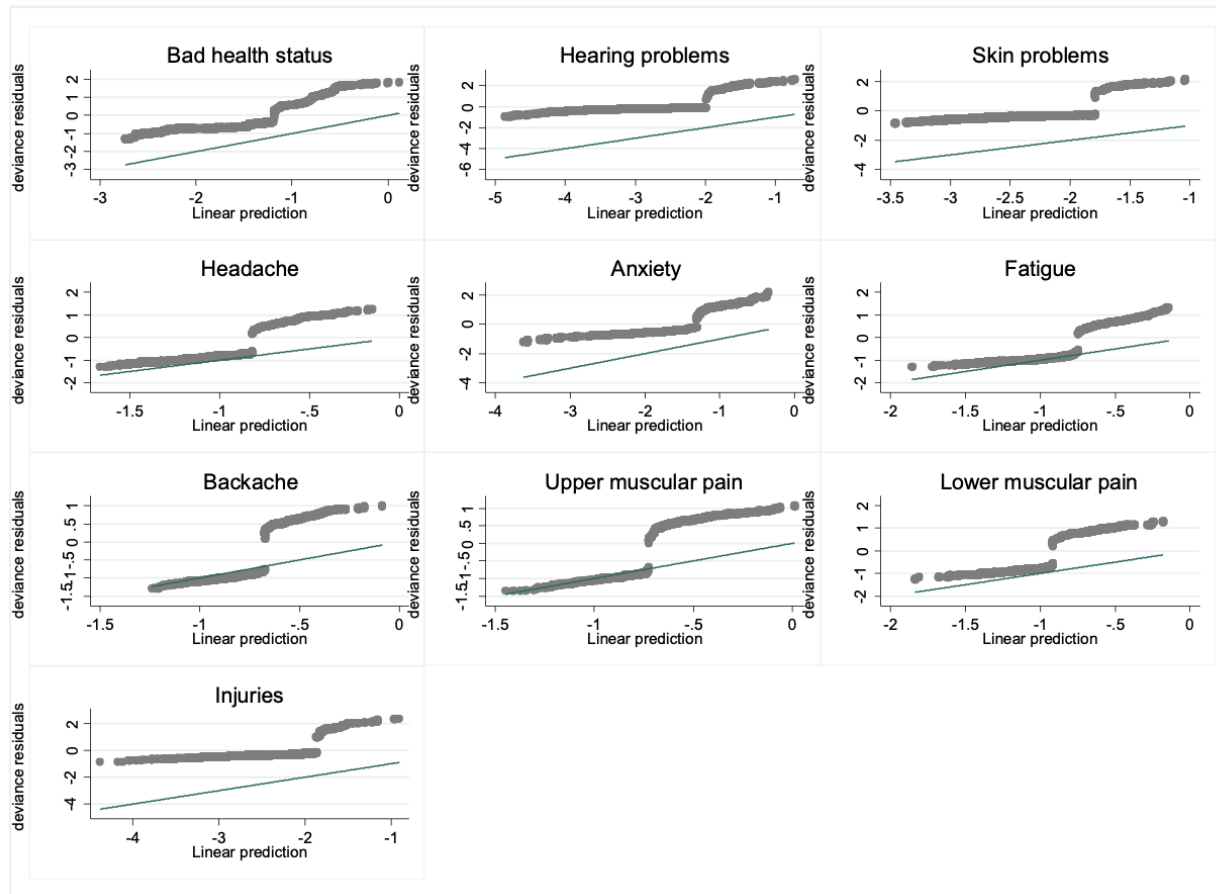 Bad health status
deviance residuals
-3 -2 -1 0 1 2
-3 -2 -1 0
Linear prediction
Hearing problems
deviance residuals
-6 -4 -2 0 2
-5 -4 -3 -2 -1
Linear prediction
Skin problems
deviance residuals
-4 -2 0 2
-3.5 -3 -2.5 -2 -1.5 -1
Linear prediction
Headache
deviance residuals
-2 -1 0 1 2
-1.5 -1 -.5 0
Linear prediction
Anxiety
deviance residuals
-4 -2 0 2
-4 -3 -2 -1 0
Linear prediction
Fatigue
deviance residuals
-2 -1 0 1 2
-2 -1.5 -1 -.5 0
Linear prediction
Backache
deviance residuals
-1.5 -1 -.5 0 .5 1
-1.5 -1 -.5 0
Linear prediction
Upper muscular pain
deviance residuals
-1.5 -1 -.5 0 .5 1
-1.5 -1 -.5 0
Linear prediction
Lower muscular pain
deviance residuals
-2 -1 0 1 2
-2 -1.5 -1 -.5 0
Linear prediction
Injuries
deviance residuals
-4 -2 0 2
-4 -3 -2 -1
Linear prediction